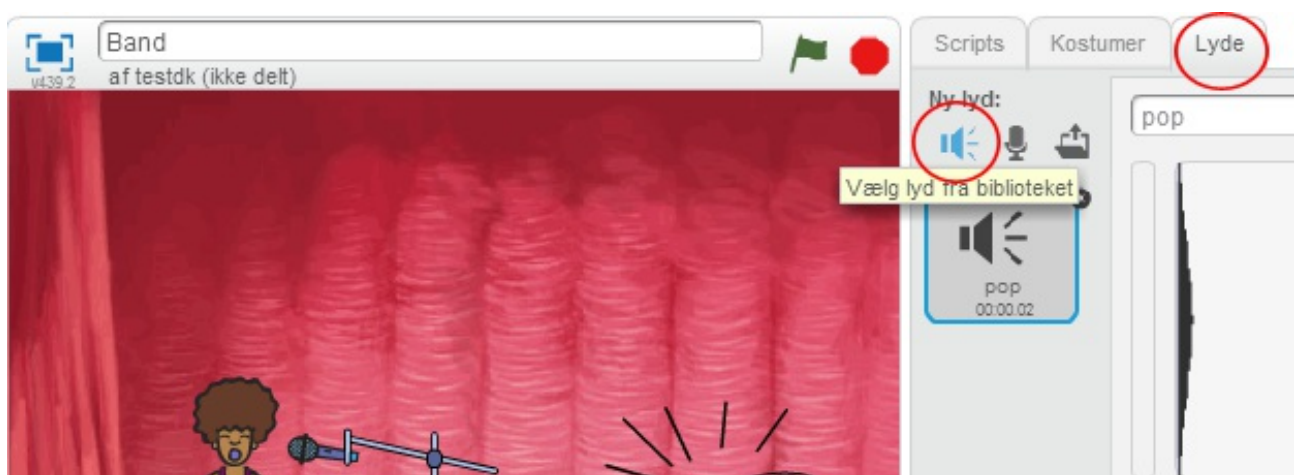 Band
v439.2
af testdk (ikke delt)
Scripts
Kostumer
Lyde
Ny lyd:
Vælg lyd fra biblioteket
pop
00:00.02
pop